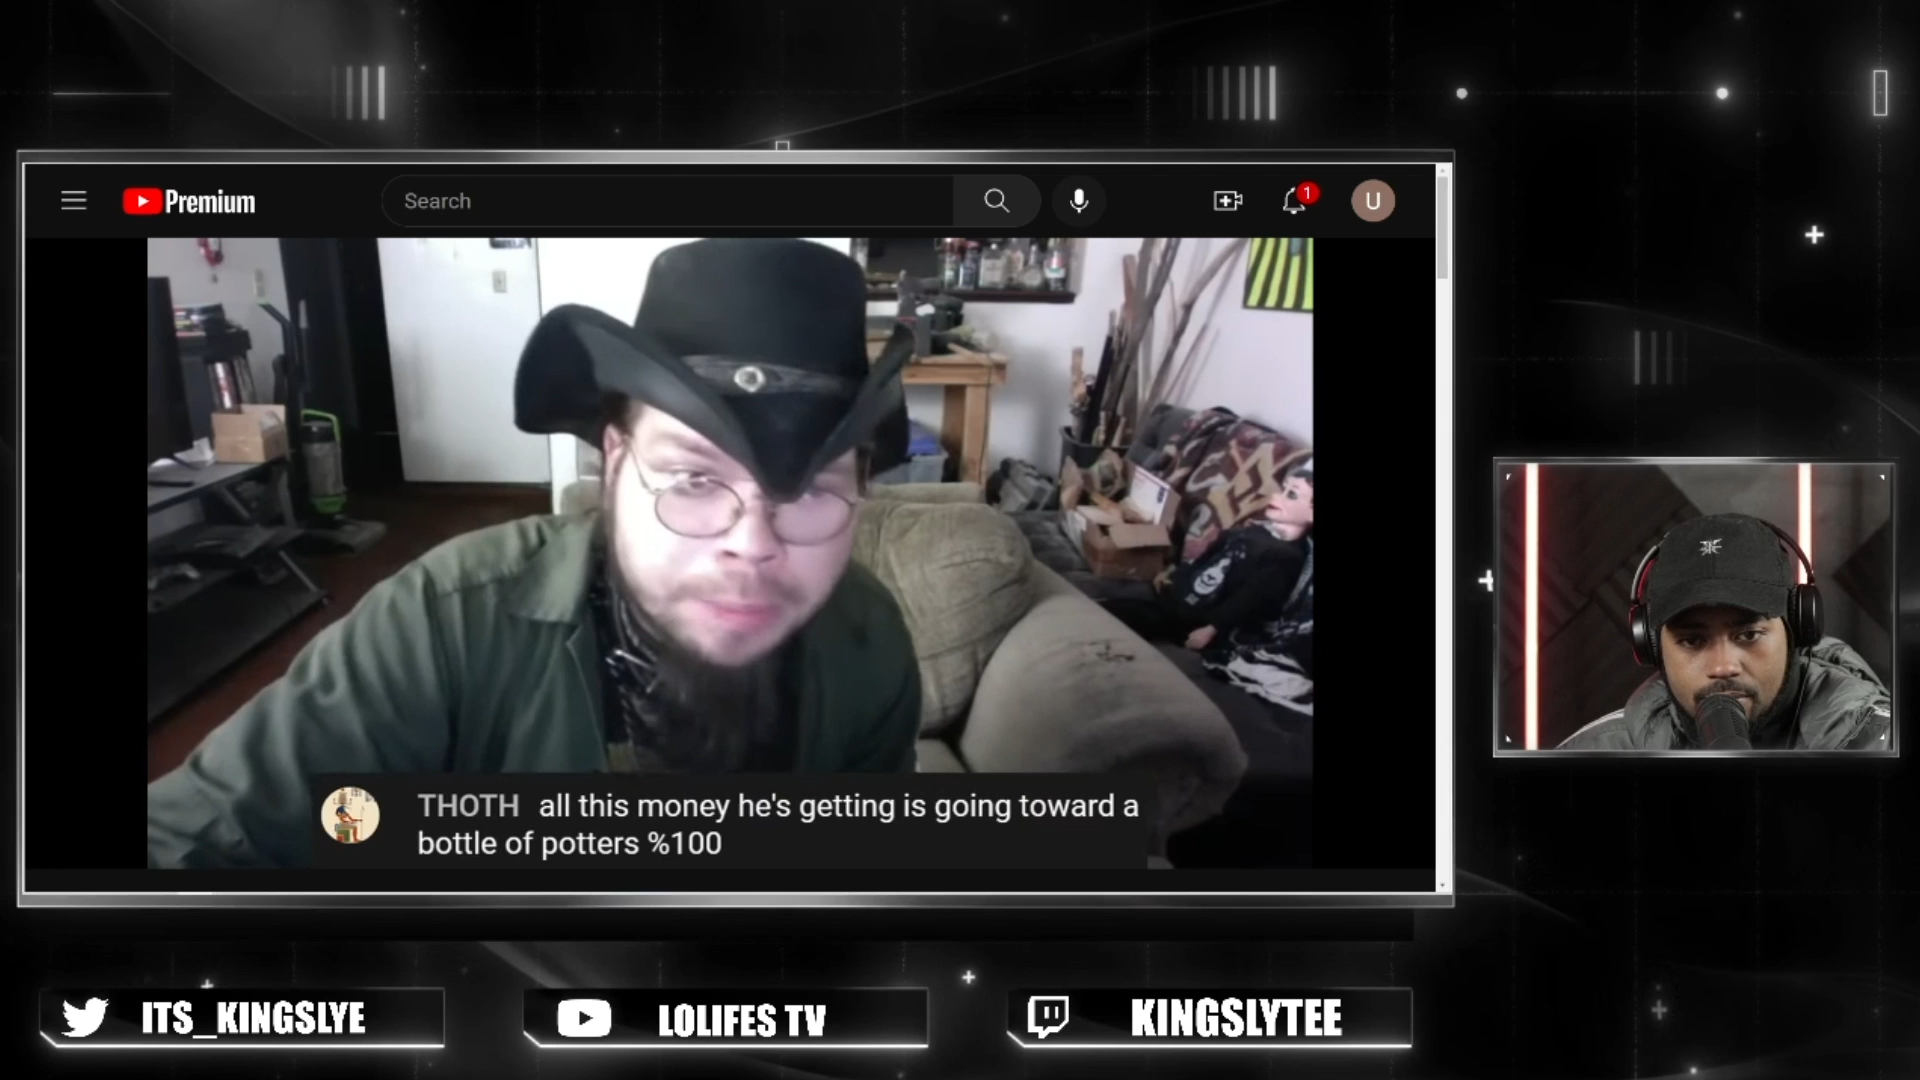 Premium
Search
1
U
THOTH all this money he's getting is going toward a
bottle of potters %100
ITS_KINGSLYE
LOLIFES TV
KINGSLYTEE